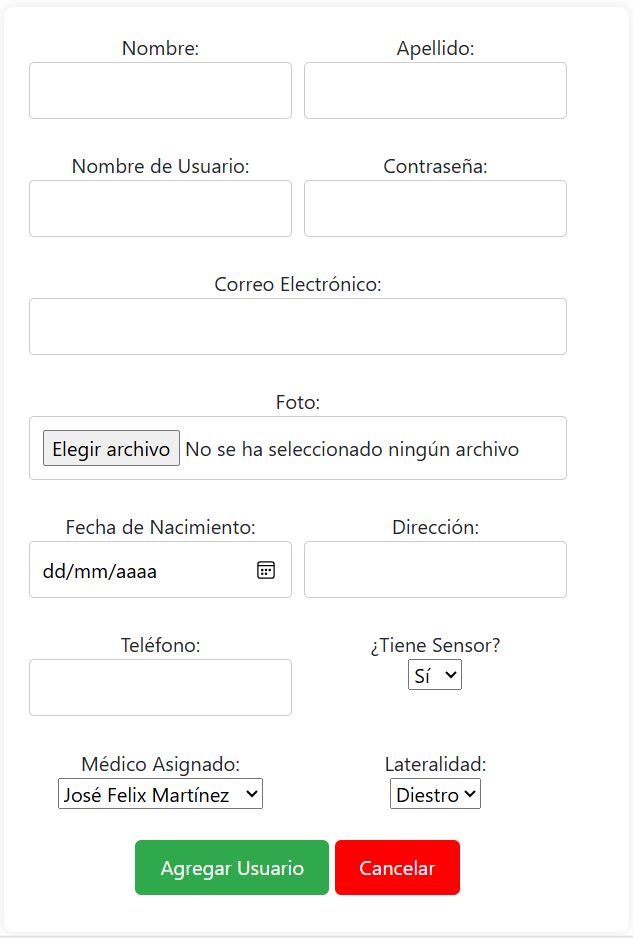 Nombre: Apellido:
Nombre de Usuario: Contraseña:
Correo Electrónico:
Foto:
Elegir archivo No se ha seleccionado ningún archivo
Fecha de Nacimiento: Dirección:
dd/mm/aaaa
Teléfono: ¿Tiene Sensor?
Sí
Médico Asignado: Lateralidad:
José Felix Martínez Diestro
Agregar Usuario Cancelar